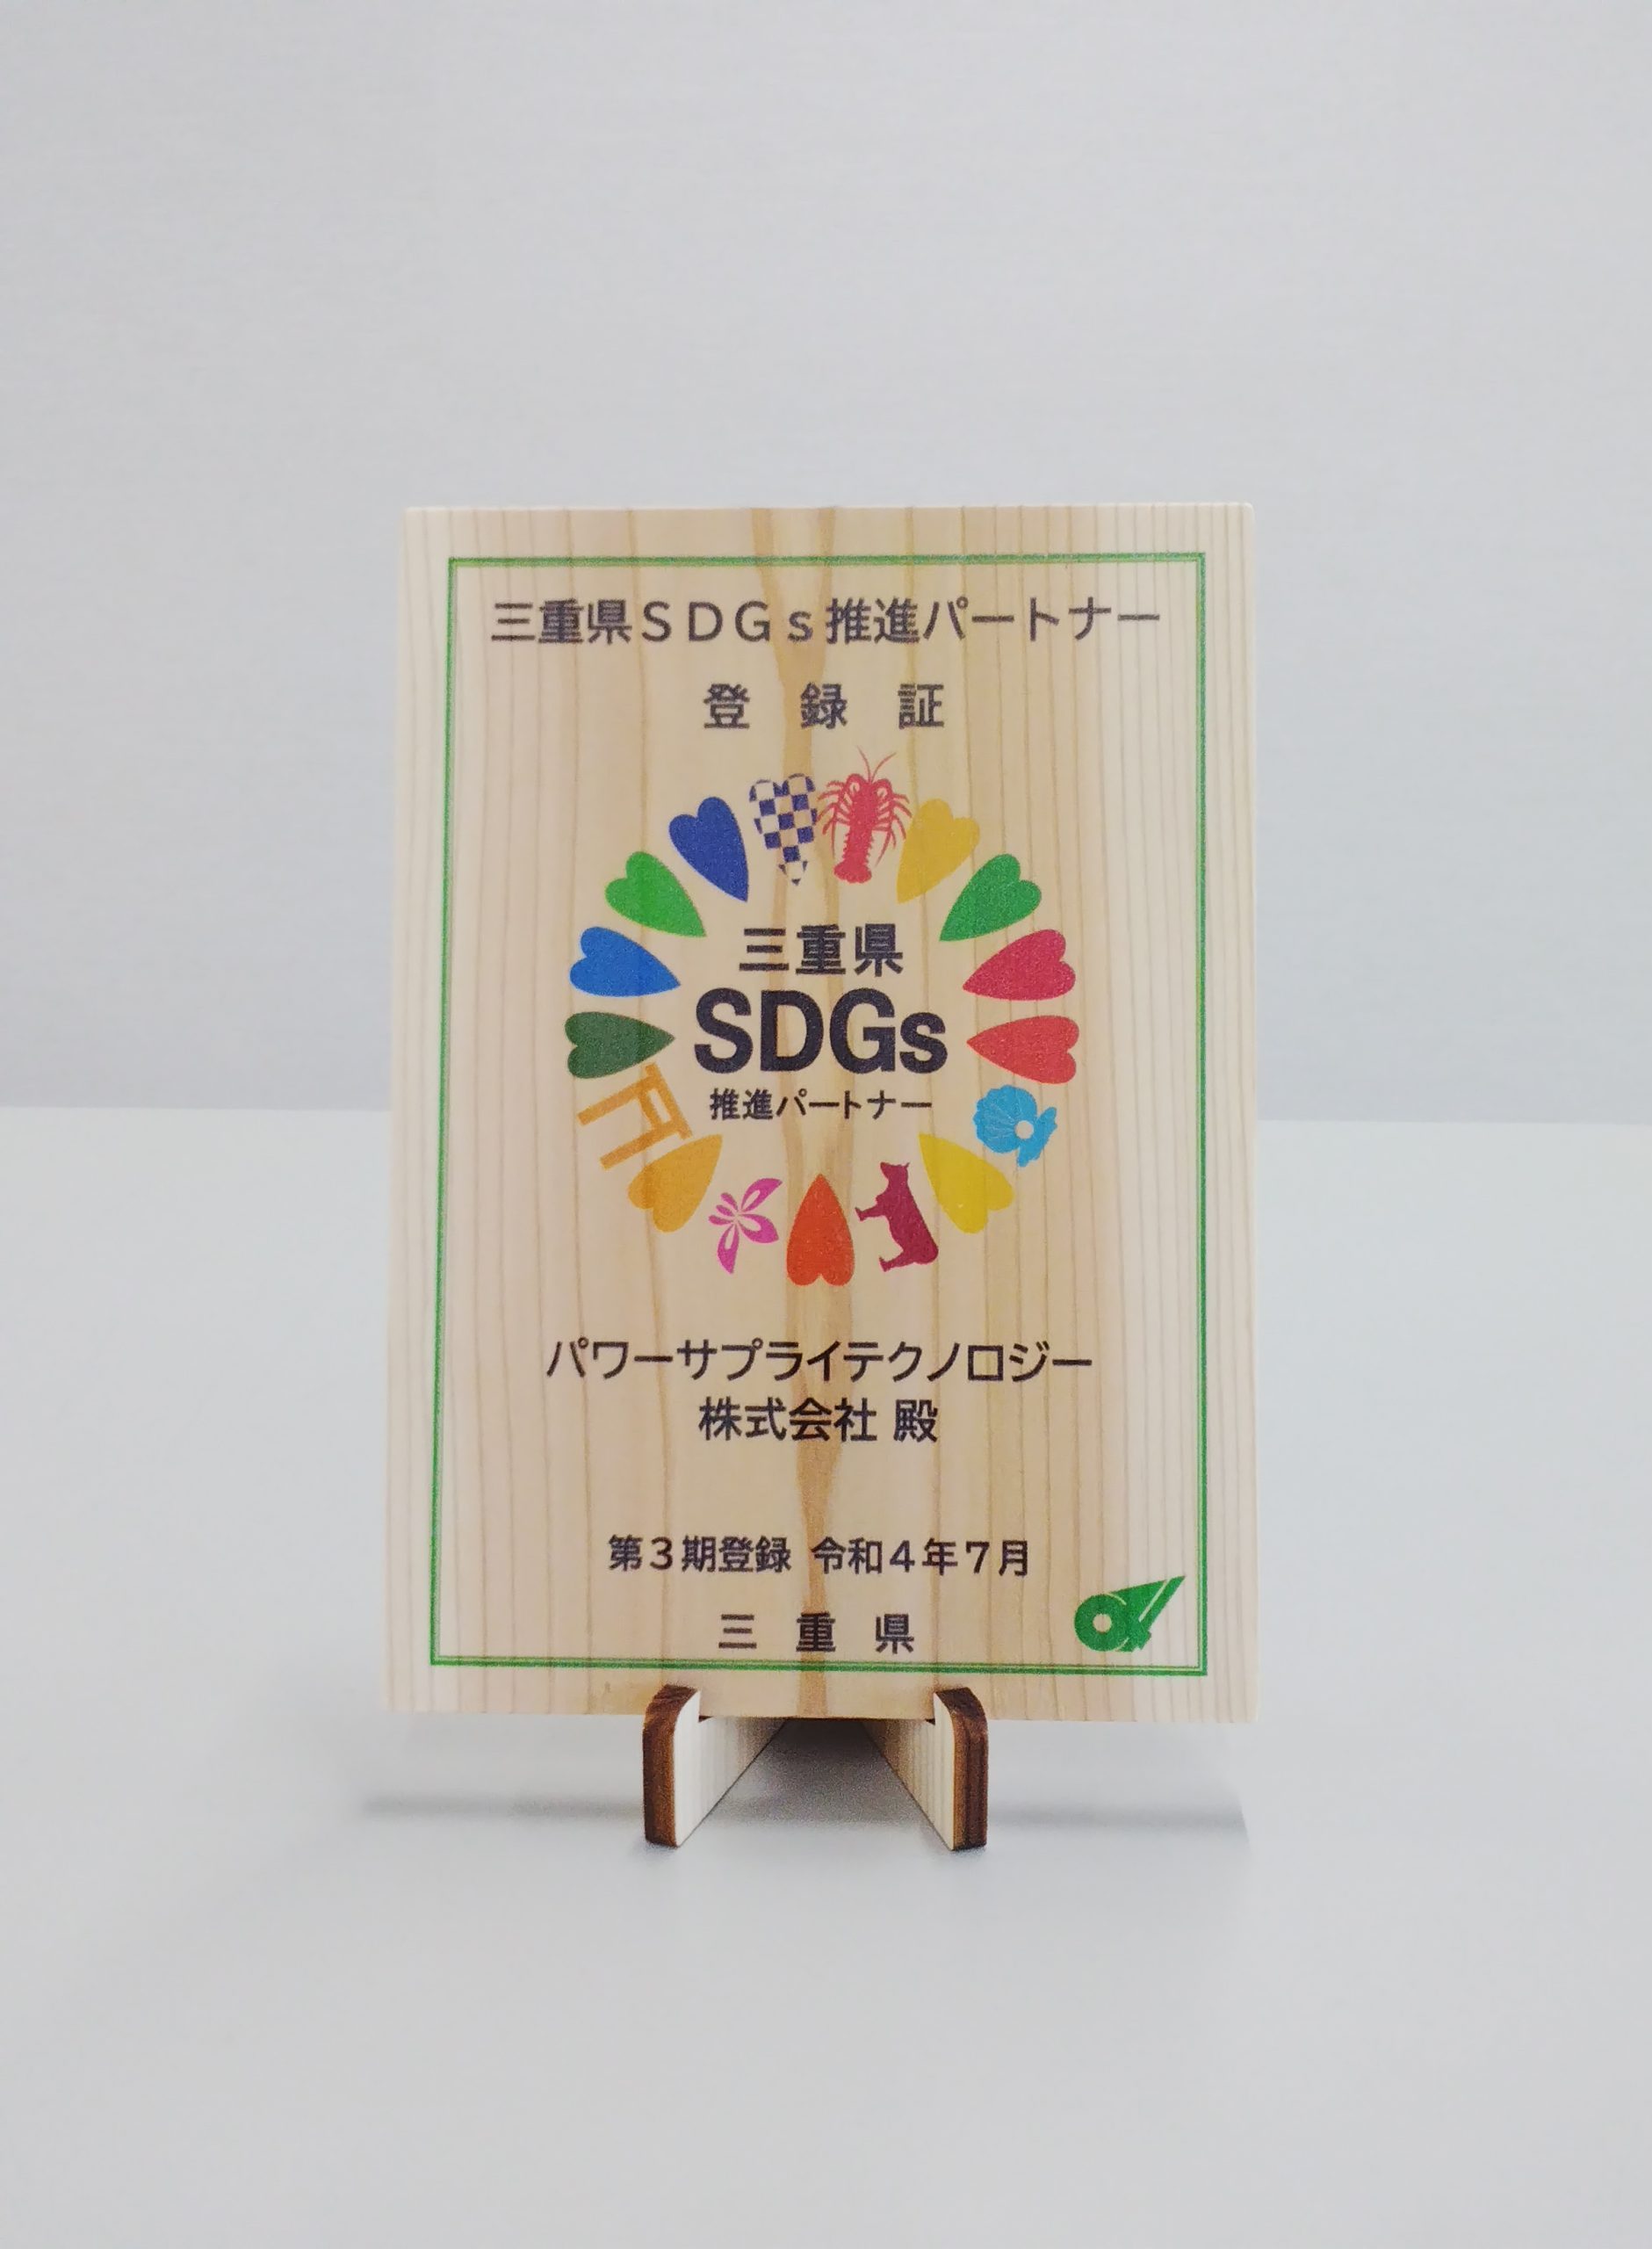 三重県ＳＤＧｓ推進パートナー
登 録 証
三重県
SDGs
推進パートナー
パワーサプライテクノロジー
株式会社 殿
第３期登録 令和４年７月
三 重 県